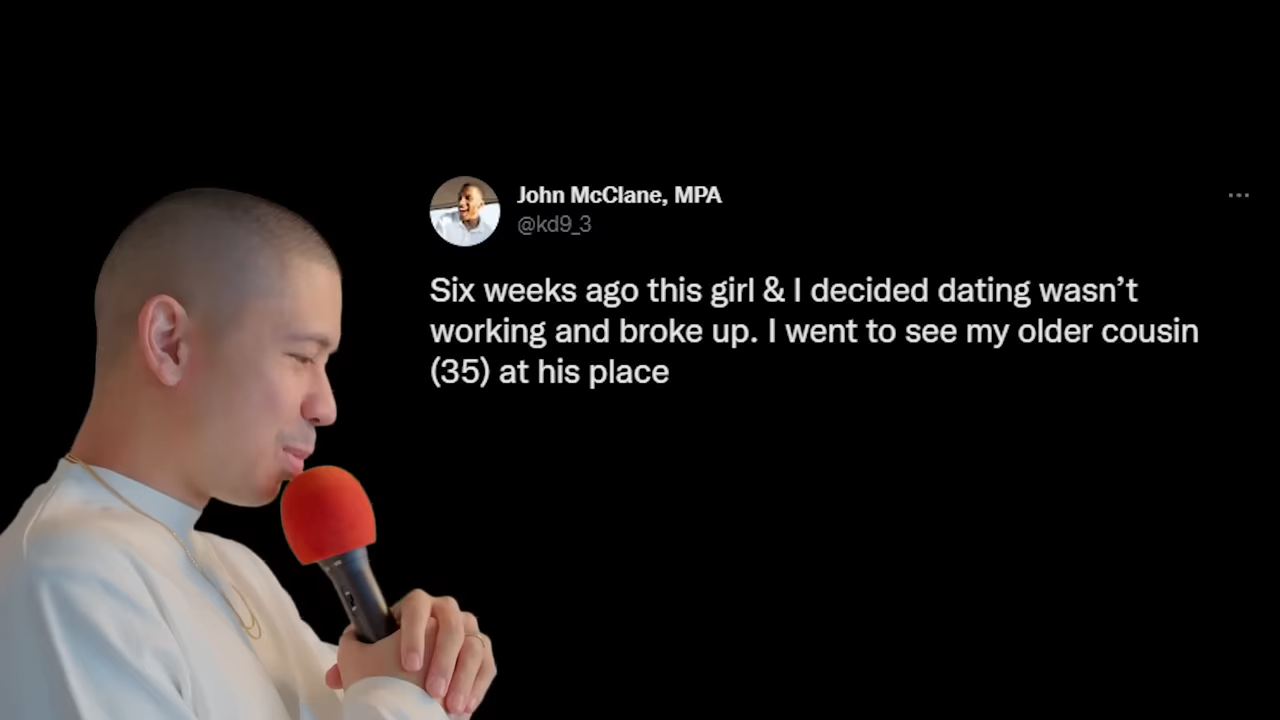 John McClane, MPA
@kd9_3
Six weeks ago this girl & I decided dating wasn’t
working and broke up. I went to see my older cousin
(35) at his place